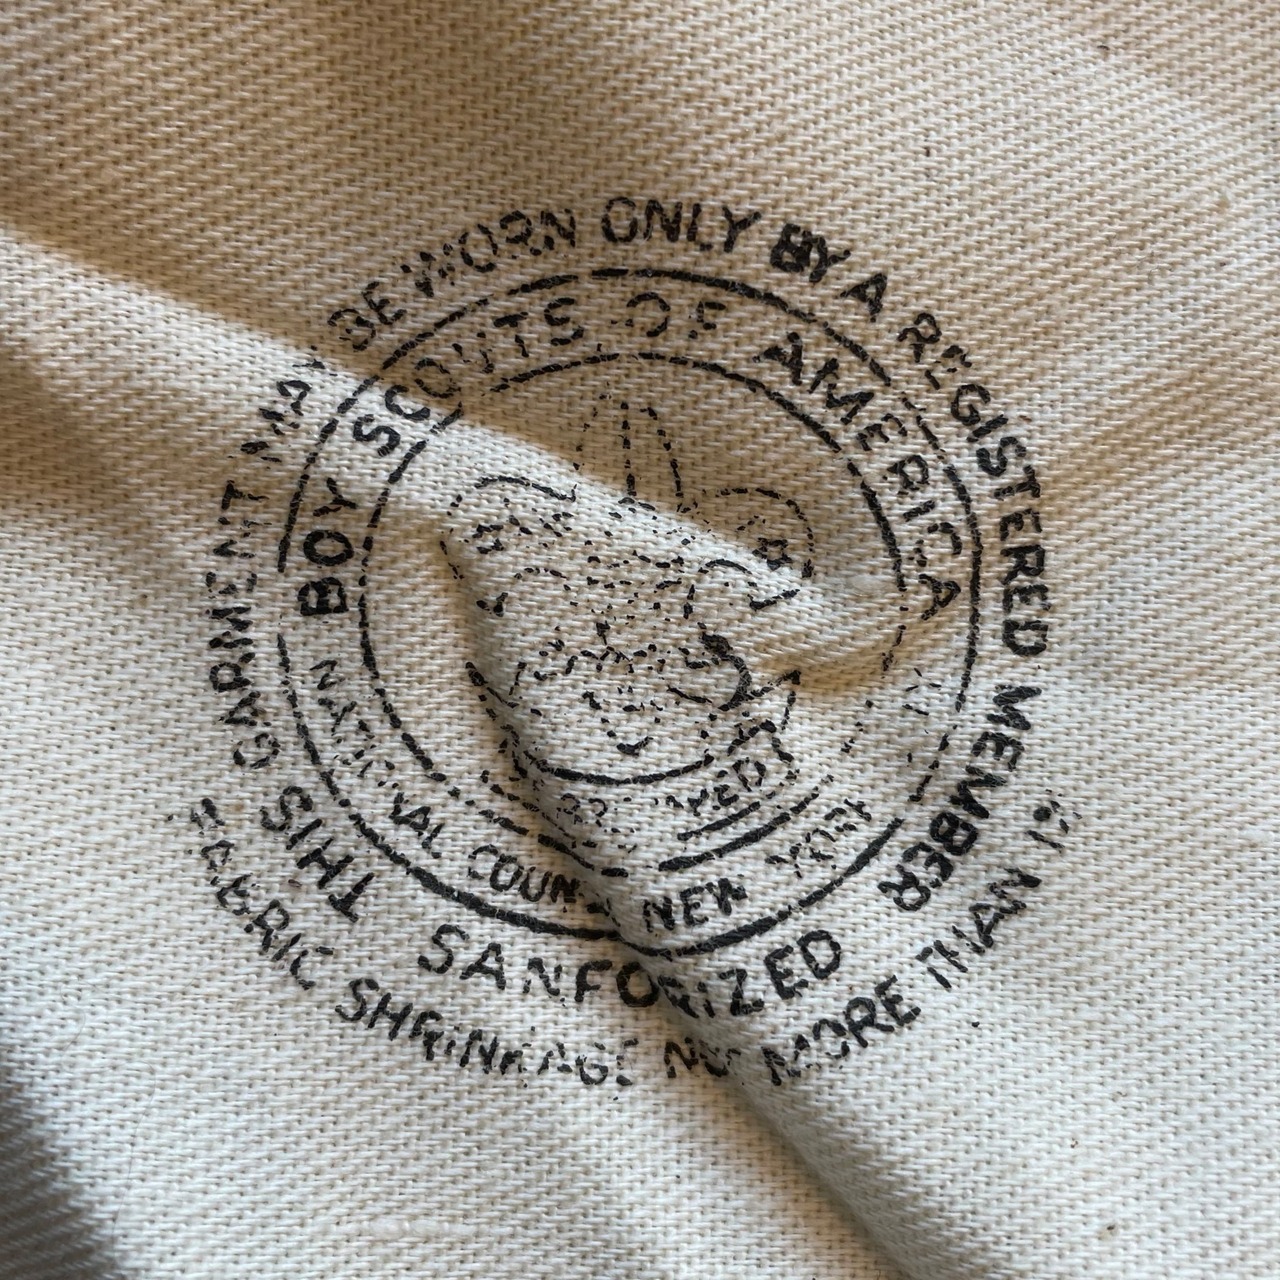 THIS GARMENT MAY BE WORN ONLY BY A REGISTERED MEMBER
BOY SCOUTS OF AMERICA
NATIONAL COUNCIL NEW YORK
SANFORIZED
FABRIC SHRINKAGE NOT MORE THAN